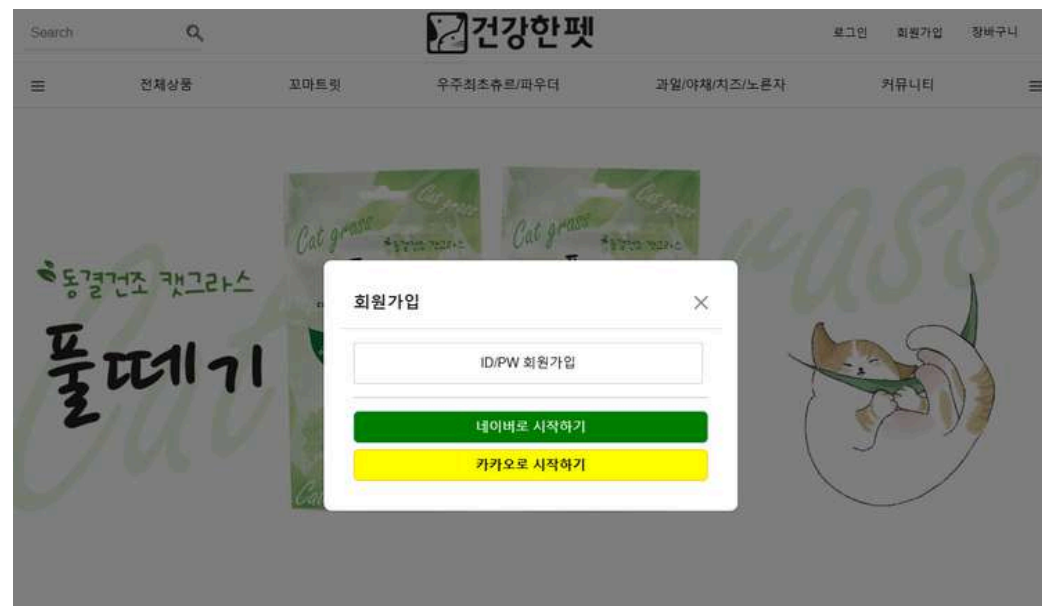 Search
건강한펫
로그인 회원가입 장바구니
전체상품 꼬마트릿 우주최초츄르/파우더 과일/야채/치즈/노른자 커뮤니티
Cat grass
Cat grass
동결건조 캣그라스
풀떼기
회원가입
ID/PW 회원가입
네이버로 시작하기
카카오로 시작하기